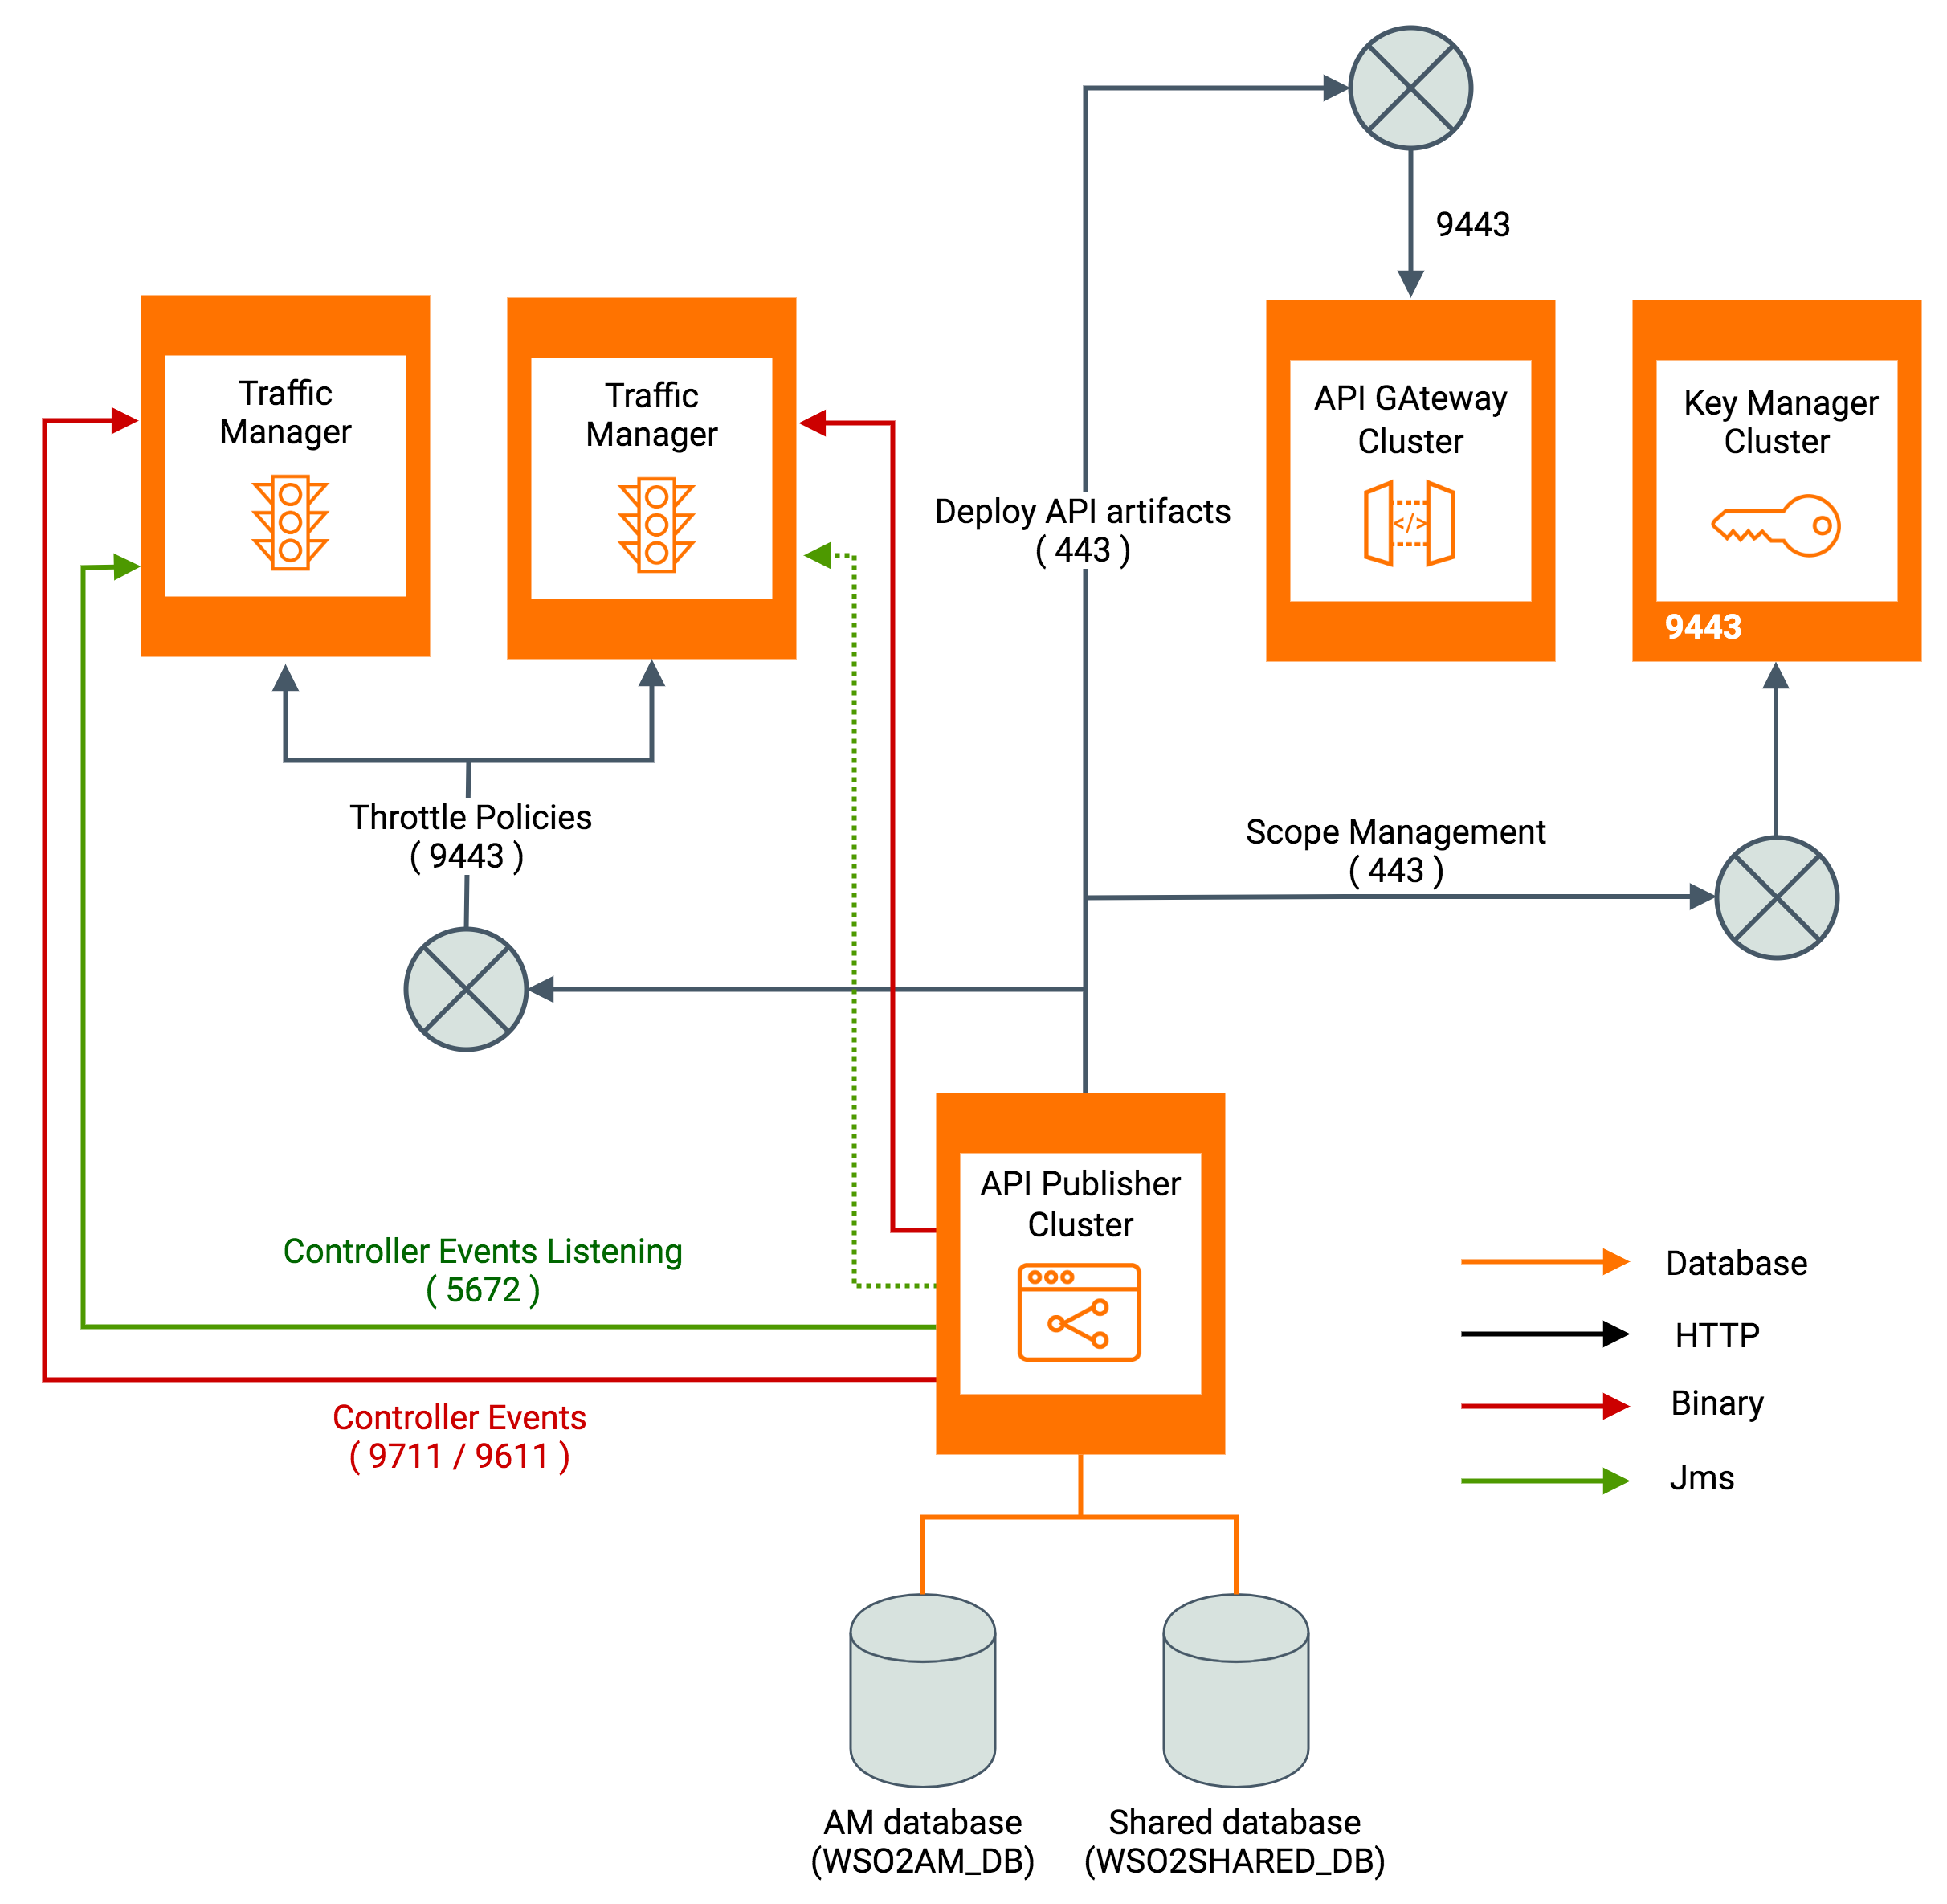 9443
Traffic
Manager
Traffic
Manager
API GAteway
Cluster
</>
Key Manager
Cluster
9443
Deploy API artifacts
( 443 )
Throttle Policies
( 9443 )
Scope Management
( 443 )
API Publisher
Cluster
Controller Events Listening
( 5672 )
Controller Events
( 9711 / 9611 )
Database
HTTP
Binary
Jms
AM database
(WSO2AM_DB)
Shared database
(WSO2SHARED_DB)